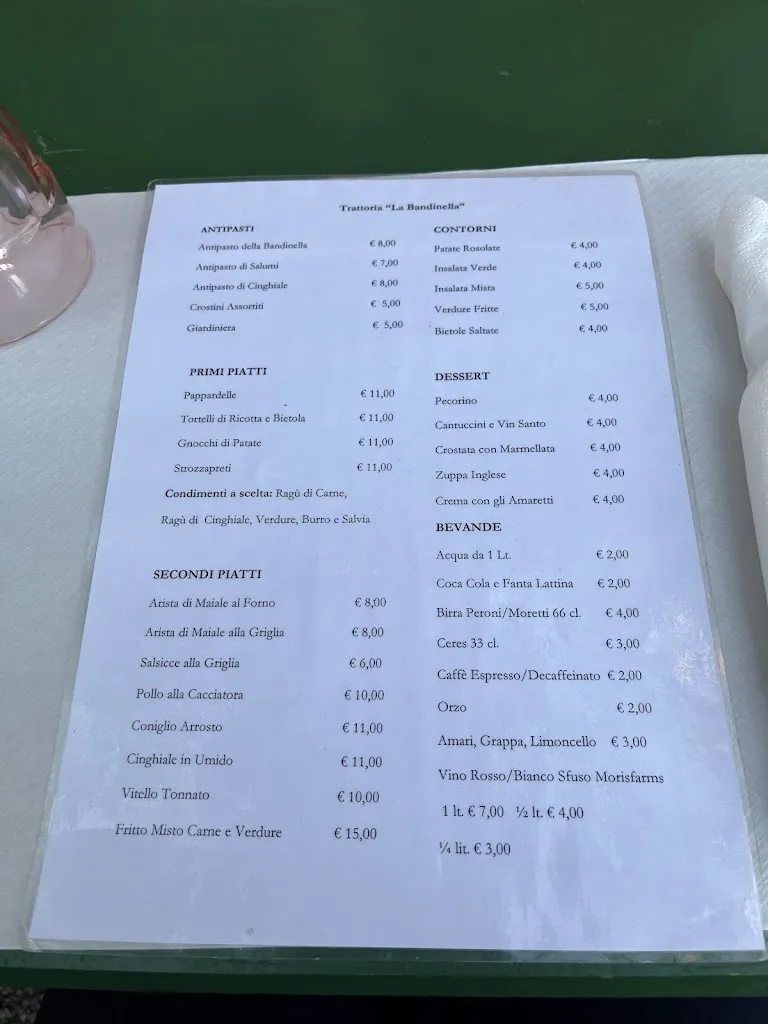 Trattoria "La Bandinella"
ANTIPASTI
Antipasto della Bandinella € 8,00
Antipasto di Salumi € 7,00
Antipasto di Cinghiale € 8,00
Crostini Assortiti € 5,00
Giardiniera € 5,00
PRIMI PIATTI
Pappardelle € 11,00
Tortelli di Ricotta e Bietola € 11,00
Gnocchi di Patate € 11,00
Strozzapreti € 11,00
Condimenti a scelta: Ragù di Carne,
Ragù di Cinghiale, Verdure, Burro e Salvia
SECONDI PIATTI
Arista di Maiale al Forno € 8,00
Arista di Maiale alla Griglia € 8,00
Salsicce alla Griglia € 6,00
Pollo alla Cacciatora € 10,00
Coniglio Arrosto € 11,00
Cinghiale in Umido € 11,00
Vitello Tonnato € 10,00
Fritto Misto Carne e Verdure € 15,00
CONTORNI
Patate Rosolate € 4,00
Insalata Verde € 4,00
Insalata Mista € 5,00
Verdure Fritte € 5,00
Bietole Saltate € 4,00
DESSERT
Pecorino € 4,00
Cantuccini e Vin Santo € 4,00
Crostata con Marmellata € 4,00
Zuppa Inglese € 4,00
Crema con gli Amaretti € 4,00
BEVANDE
Acqua da 1 Lt. € 2,00
Coca Cola e Fanta Lattina € 2,00
Birra Peroni/Moretti 66 cl. € 4,00
Ceres 33 cl. € 3,00
Caffè Espresso/Decaffeinato € 2,00
Orzo € 2,00
Amari, Grappa, Limoncello € 3,00
Vino Rosso/Bianco Sfuso Morisfarms
1 lt. € 7,00 ½ lt. € 4,00
¼ lit. € 3,00